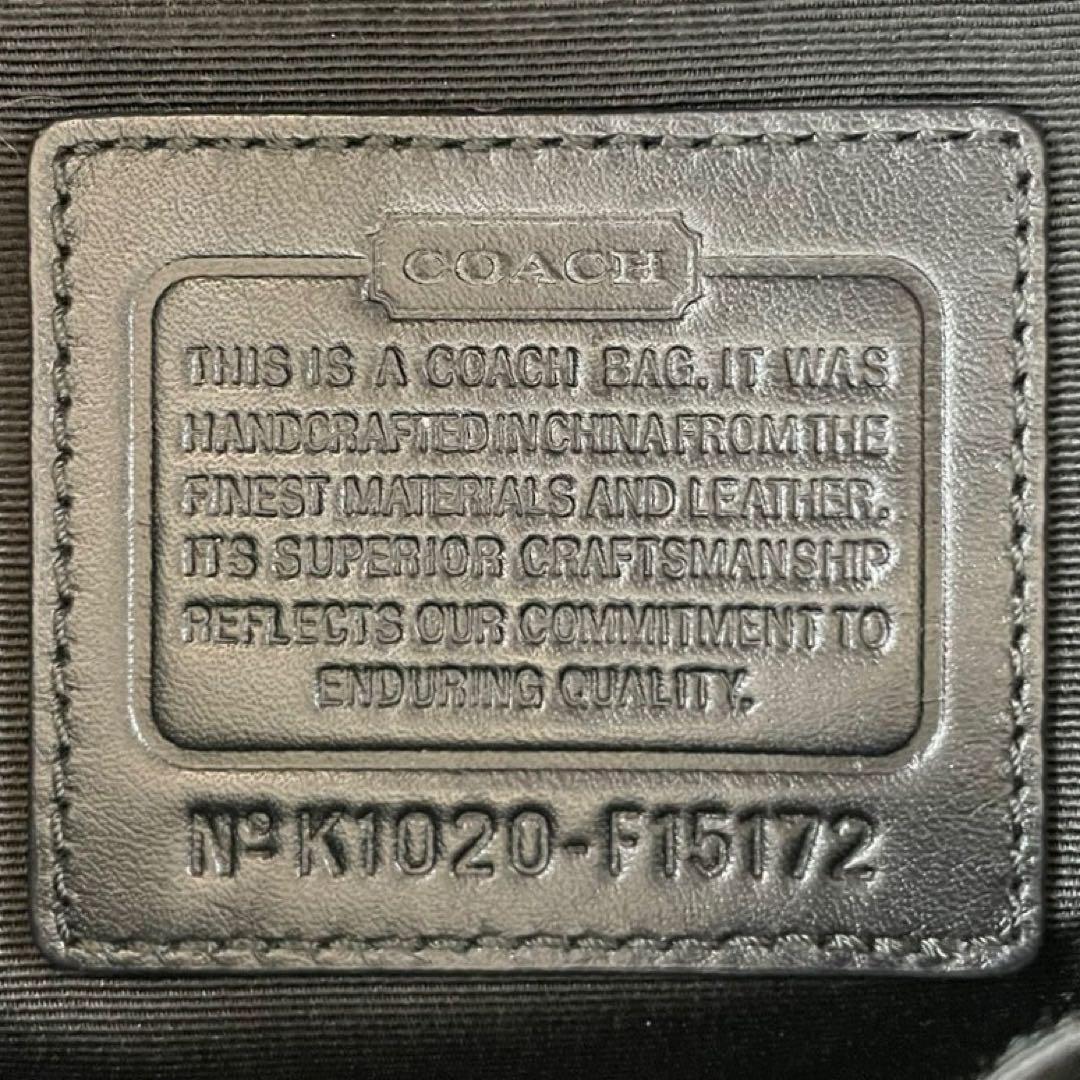 COACH
THIS IS A COACH BAG. IT WAS
HANDCRAFTED IN CHINA FROM THE
FINEST MATERIALS AND LEATHER.
ITS SUPERIOR CRAFTSMANSHIP
REFLECTS OUR COMMITMENT TO
ENDURING QUALITY.
Nº K1020-F15172